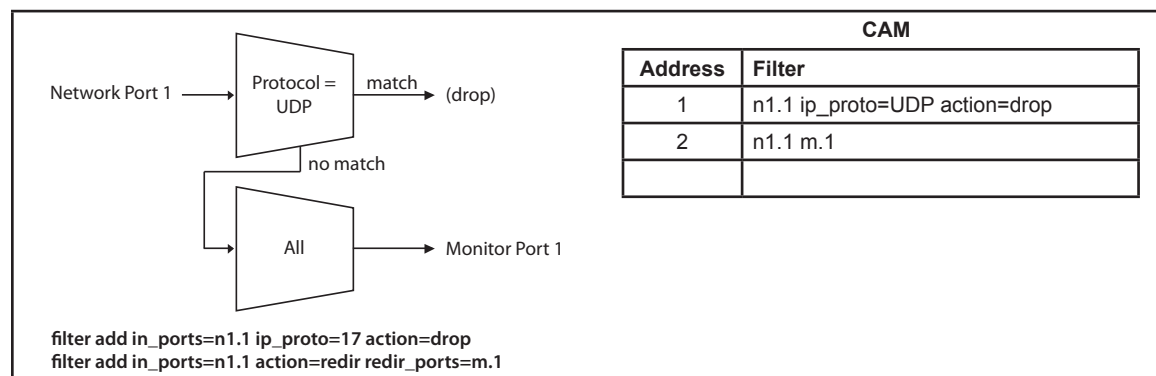 Network Port 1
Protocol =
UDP
match
(drop)
no match
All
Monitor Port 1
filter add in_ports=n1.1 ip_proto=17 action=drop
filter add in_ports=n1.1 action=redir redir_ports=m.1
CAM
Address Filter
1 n1.1 ip_proto=UDP action=drop
2 n1.1 m.1